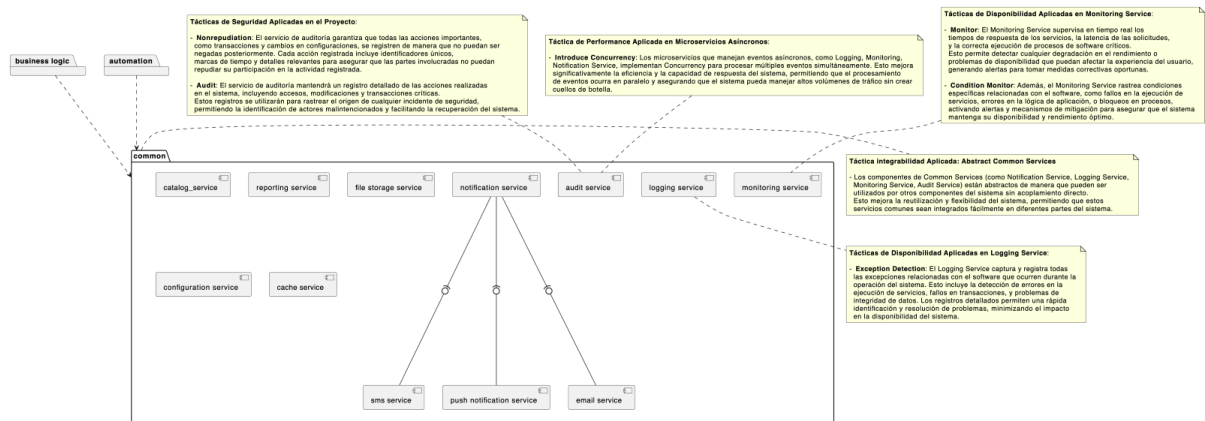 Tácticas de Seguridad Aplicadas en el Proyecto:
- Nonrepudiation: El servicio de auditoría garantiza que todas las acciones importantes,
como transacciones y cambios en configuraciones, se registren de manera que no puedan ser
negadas posteriormente. Cada acción registrada incluye identificadores únicos,
marcas de tiempo y detalles relevantes para asegurar que las partes involucradas no puedan
repudiar su participación en la actividad registrada.
- Audit: El servicio de auditoría mantendrá un registro detallado de las acciones realizadas
en el sistema, incluyendo accesos, modificaciones y transacciones críticas.
Estos registros se utilizarán para rastrear el origen de cualquier incidente de seguridad,
permitiendo la identificación de actores malintencionados y facilitando la recuperación del sistema.
Táctica de Performance Aplicada en Microservicios Asíncronos:
- Introduce Concurrency: Los microservicios que manejan eventos asíncronos, como Logging, Monitoring,
Notification Service, implementan Concurrency para procesar múltiples eventos simultáneamente. Esto mejora
significativamente la eficiencia y la capacidad de respuesta del sistema, permitiendo que el procesamiento
de eventos ocurra en paralelo y asegurando que el sistema pueda manejar altos volúmenes de tráfico sin crear
cuellos de botella.
Tácticas de Disponibilidad Aplicadas en Monitoring Service:
- Monitor: El Monitoring Service supervisa en tiempo real los
tiempos de respuesta de los servicios, la latencia de las solicitudes,
y la correcta ejecución de procesos de software críticos.
Esto permite detectar cualquier degradación en el rendimiento o
problemas de disponibilidad que puedan afectar la experiencia del usuario,
generando alertas para tomar medidas correctivas oportunas.
- Condition Monitor: Además, el Monitoring Service rastrea condiciones
específicas relacionadas con el software, como fallos en la ejecución de
servicios, errores en la lógica de aplicación, o bloqueos en procesos,
activando alertas y mecanismos de mitigación para asegurar que el sistema
mantenga su disponibilidad y rendimiento óptimo.
business logic
automation
common
catalog_service
reporting service
file storage service
notification service
audit service
logging service
monitoring service
Táctica integrabilidad Aplicada: Abstract Common Services
- Los componentes de Common Services (como Notification Service, Logging Service,
Monitoring Service, Audit Service) están abstractos de manera que pueden ser
utilizados por otros componentes del sistema sin acoplamiento directo.
Esto mejora la reutilización y flexibilidad del sistema, permitiendo que estos
servicios comunes sean integrados fácilmente en diferentes partes del sistema.
configuration service
cache service
Tácticas de Disponibilidad Aplicadas en Logging Service:
- Exception Detection: El Logging Service captura y registra todas
las excepciones relacionadas con el software que ocurren durante la
operación del sistema. Esto incluye la detección de errores en la
ejecución de servicios, fallos en transacciones, y problemas de
integridad de datos. Los registros detallados permiten una rápida
identificación y resolución de problemas, minimizando el impacto
en la disponibilidad del sistema.
sms service
push notification service
email service